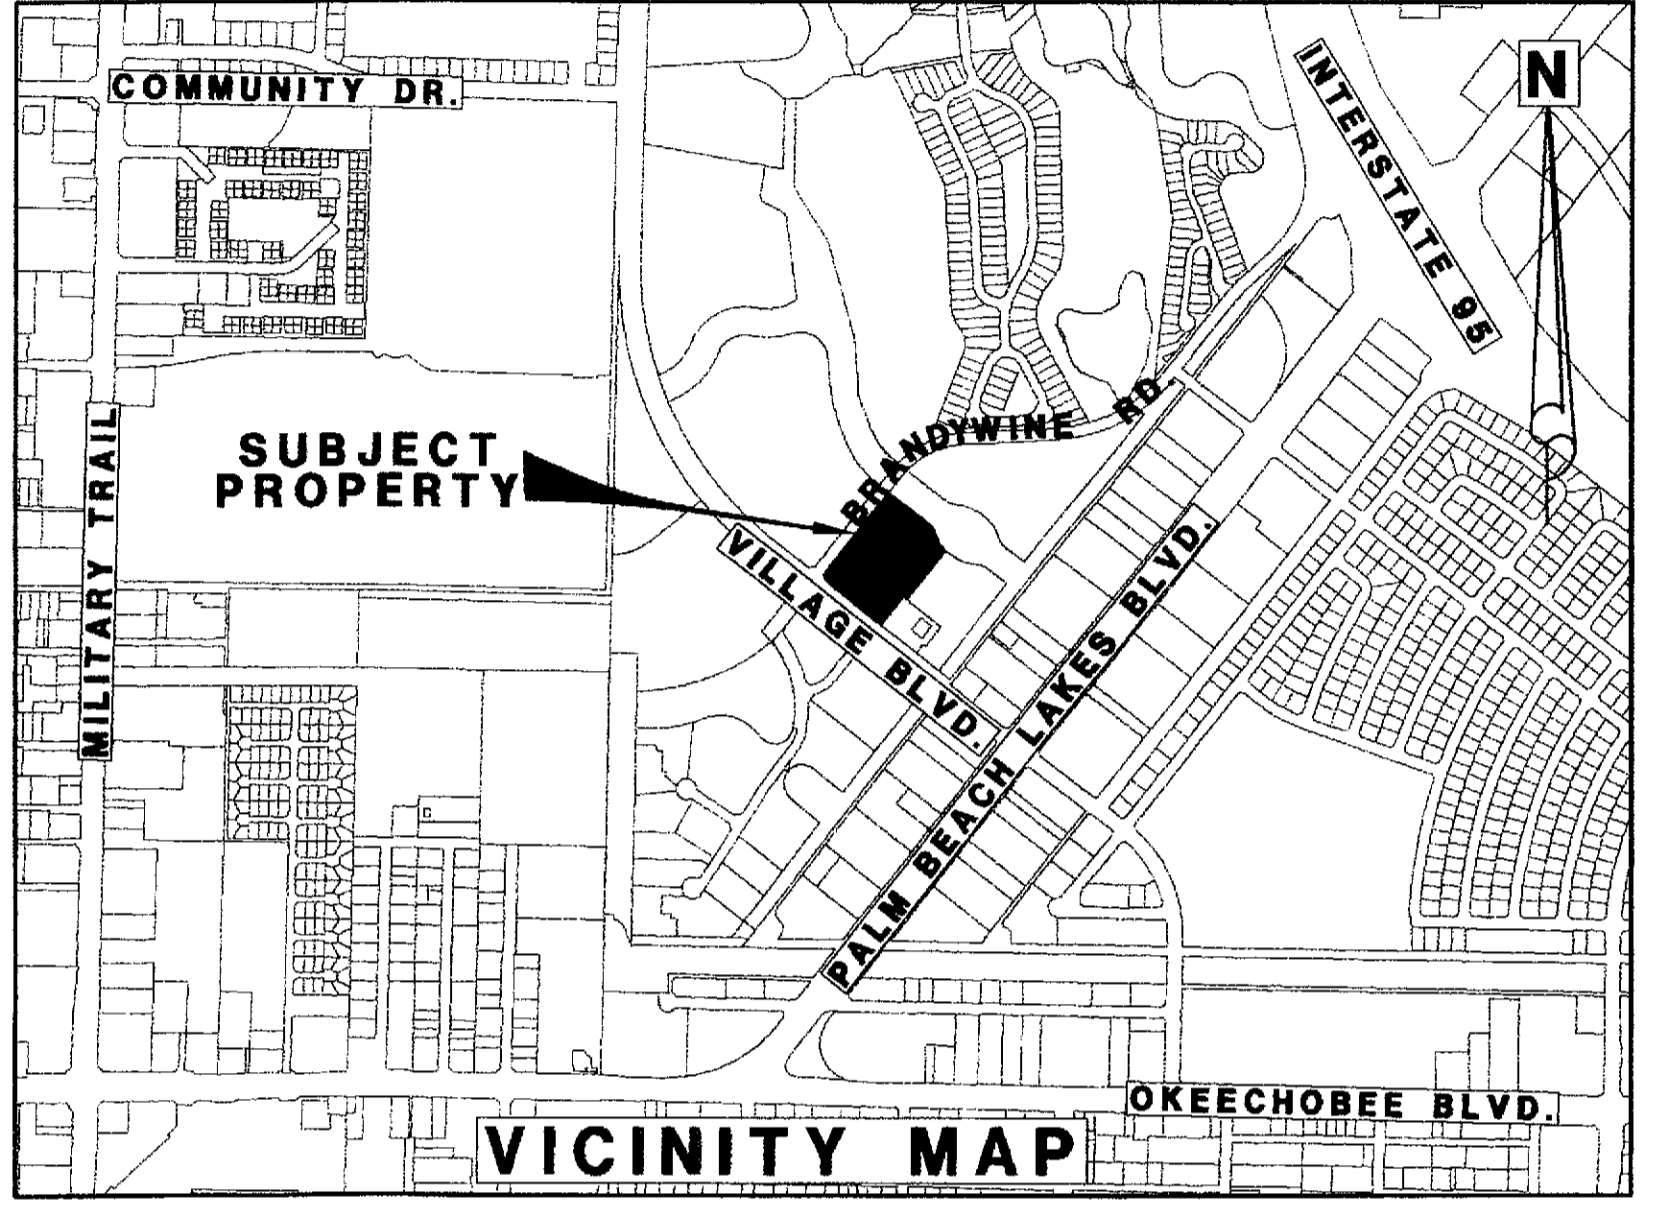 COMMUNITY DR.
N
INTERSTATE 95
BRANDYWINE RD.
SUBJECT
PROPERTY
MILITARY TRAIL
VILLAGE BLVD.
PALM BEACH LAKES BLVD.
OKEECHOBEE BLVD.
VICINITY MAP